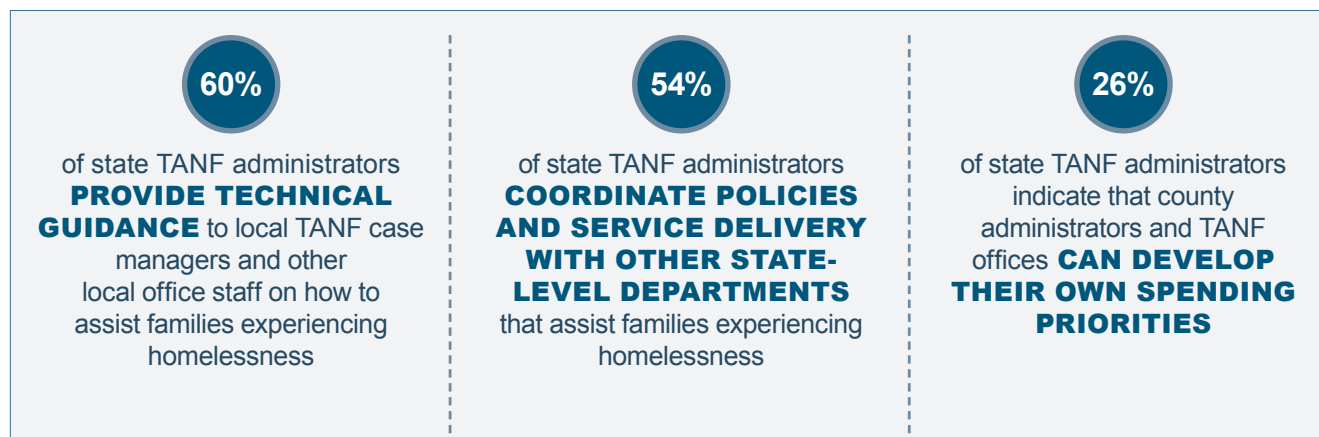 60%
of state TANF administrators
PROVIDE TECHNICAL
GUIDANCE to local TANF case
managers and other
local office staff on how to
assist families experiencing
homelessness
54%
of state TANF administrators
COORDINATE POLICIES
AND SERVICE DELIVERY
WITH OTHER STATE-
LEVEL DEPARTMENTS
that assist families experiencing
homelessness
26%
of state TANF administrators
indicate that county
administrators and TANF
offices CAN DEVELOP
THEIR OWN SPENDING
PRIORITIES